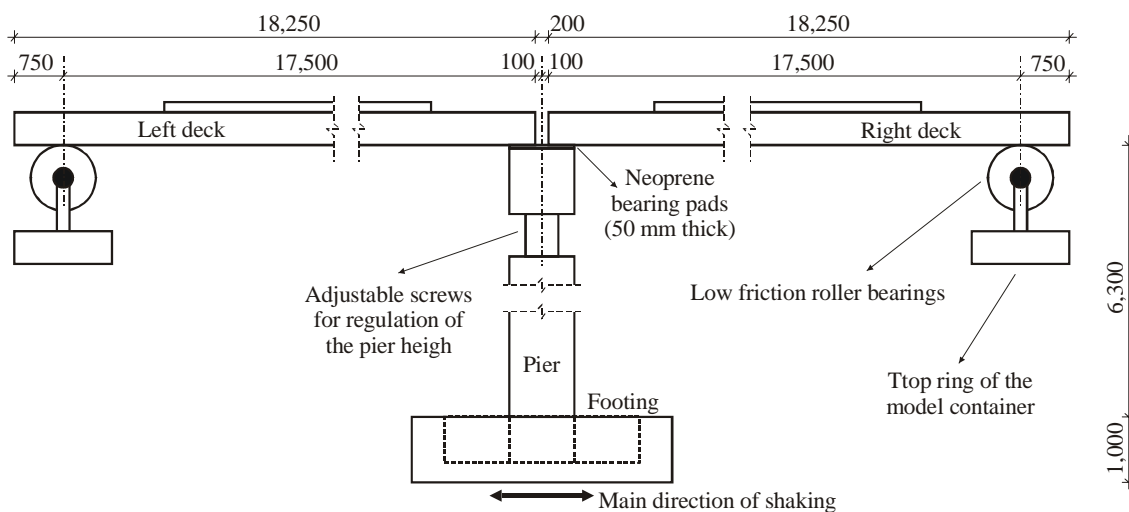 18,250
200
18,250
750
17,500
100
100
17,500
750
Left deck
Right deck
Neoprene
bearing pads
(50 mm thick)
Adjustable screws
for regulation of
the pier heigh
Low friction roller bearings
6,300
Pier
Ttop ring of the
model container
Footing
1,000
Main direction of shaking